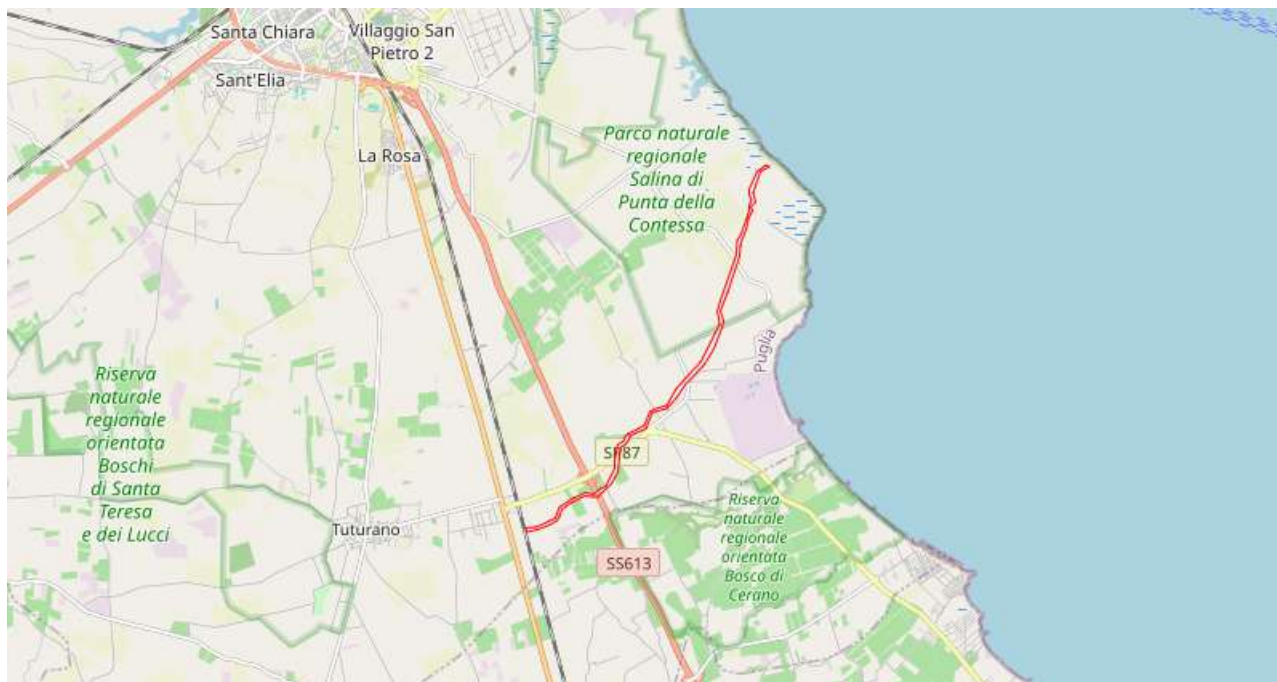 Santa Chiara
Villaggio San
Pietro 2
Sant'Elia
La Rosa
Parco naturale
regionale
Salina di
Punta della
Contessa
Puglia
Riserva
naturale
regionale
orientata
Boschi
di Santa
Teresa
e dei Lucci
SP87
Tuturano
Riserva
naturale
regionale
orientata
Bosco di
Cerano
SS613